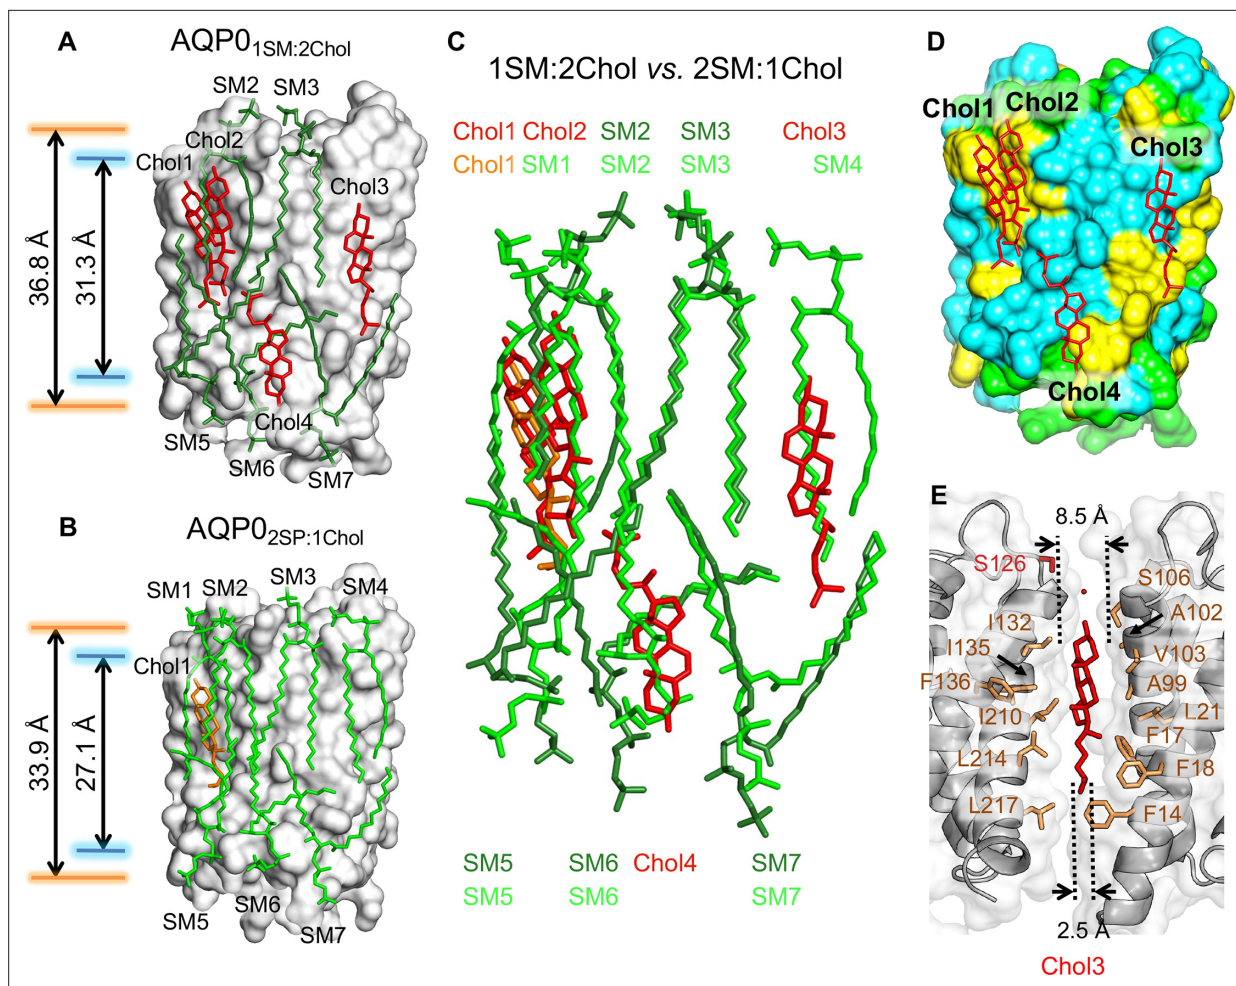 A
AQP01SM:2Chol
SM2
SM3
Chol2
Chol1
Chol3
36.8 Å
31.3 Å
Chol4
SM5
SM6
SM7
B
AQP02SP:1Chol
SM3
SM1
SM2
SM4
Chol1
33.9 Å
27.1 Å
SM5
SM6
SM7
C
1SM:2Chol vs. 2SM:1Chol
Chol1 Chol2 SM2 SM3 Chol3
Chol1 SM1 SM2 SM3 SM4
SM5 SM6 Chol4 SM7
SM5 SM6 SM7
D
Chol1
Chol2
Chol3
Chol4
E
8.5 Å
S126
S106
A102
I132
I135
V103
F136
A99
I210
L21
F17
L214
F18
L217
F14
2.5 Å
Chol3